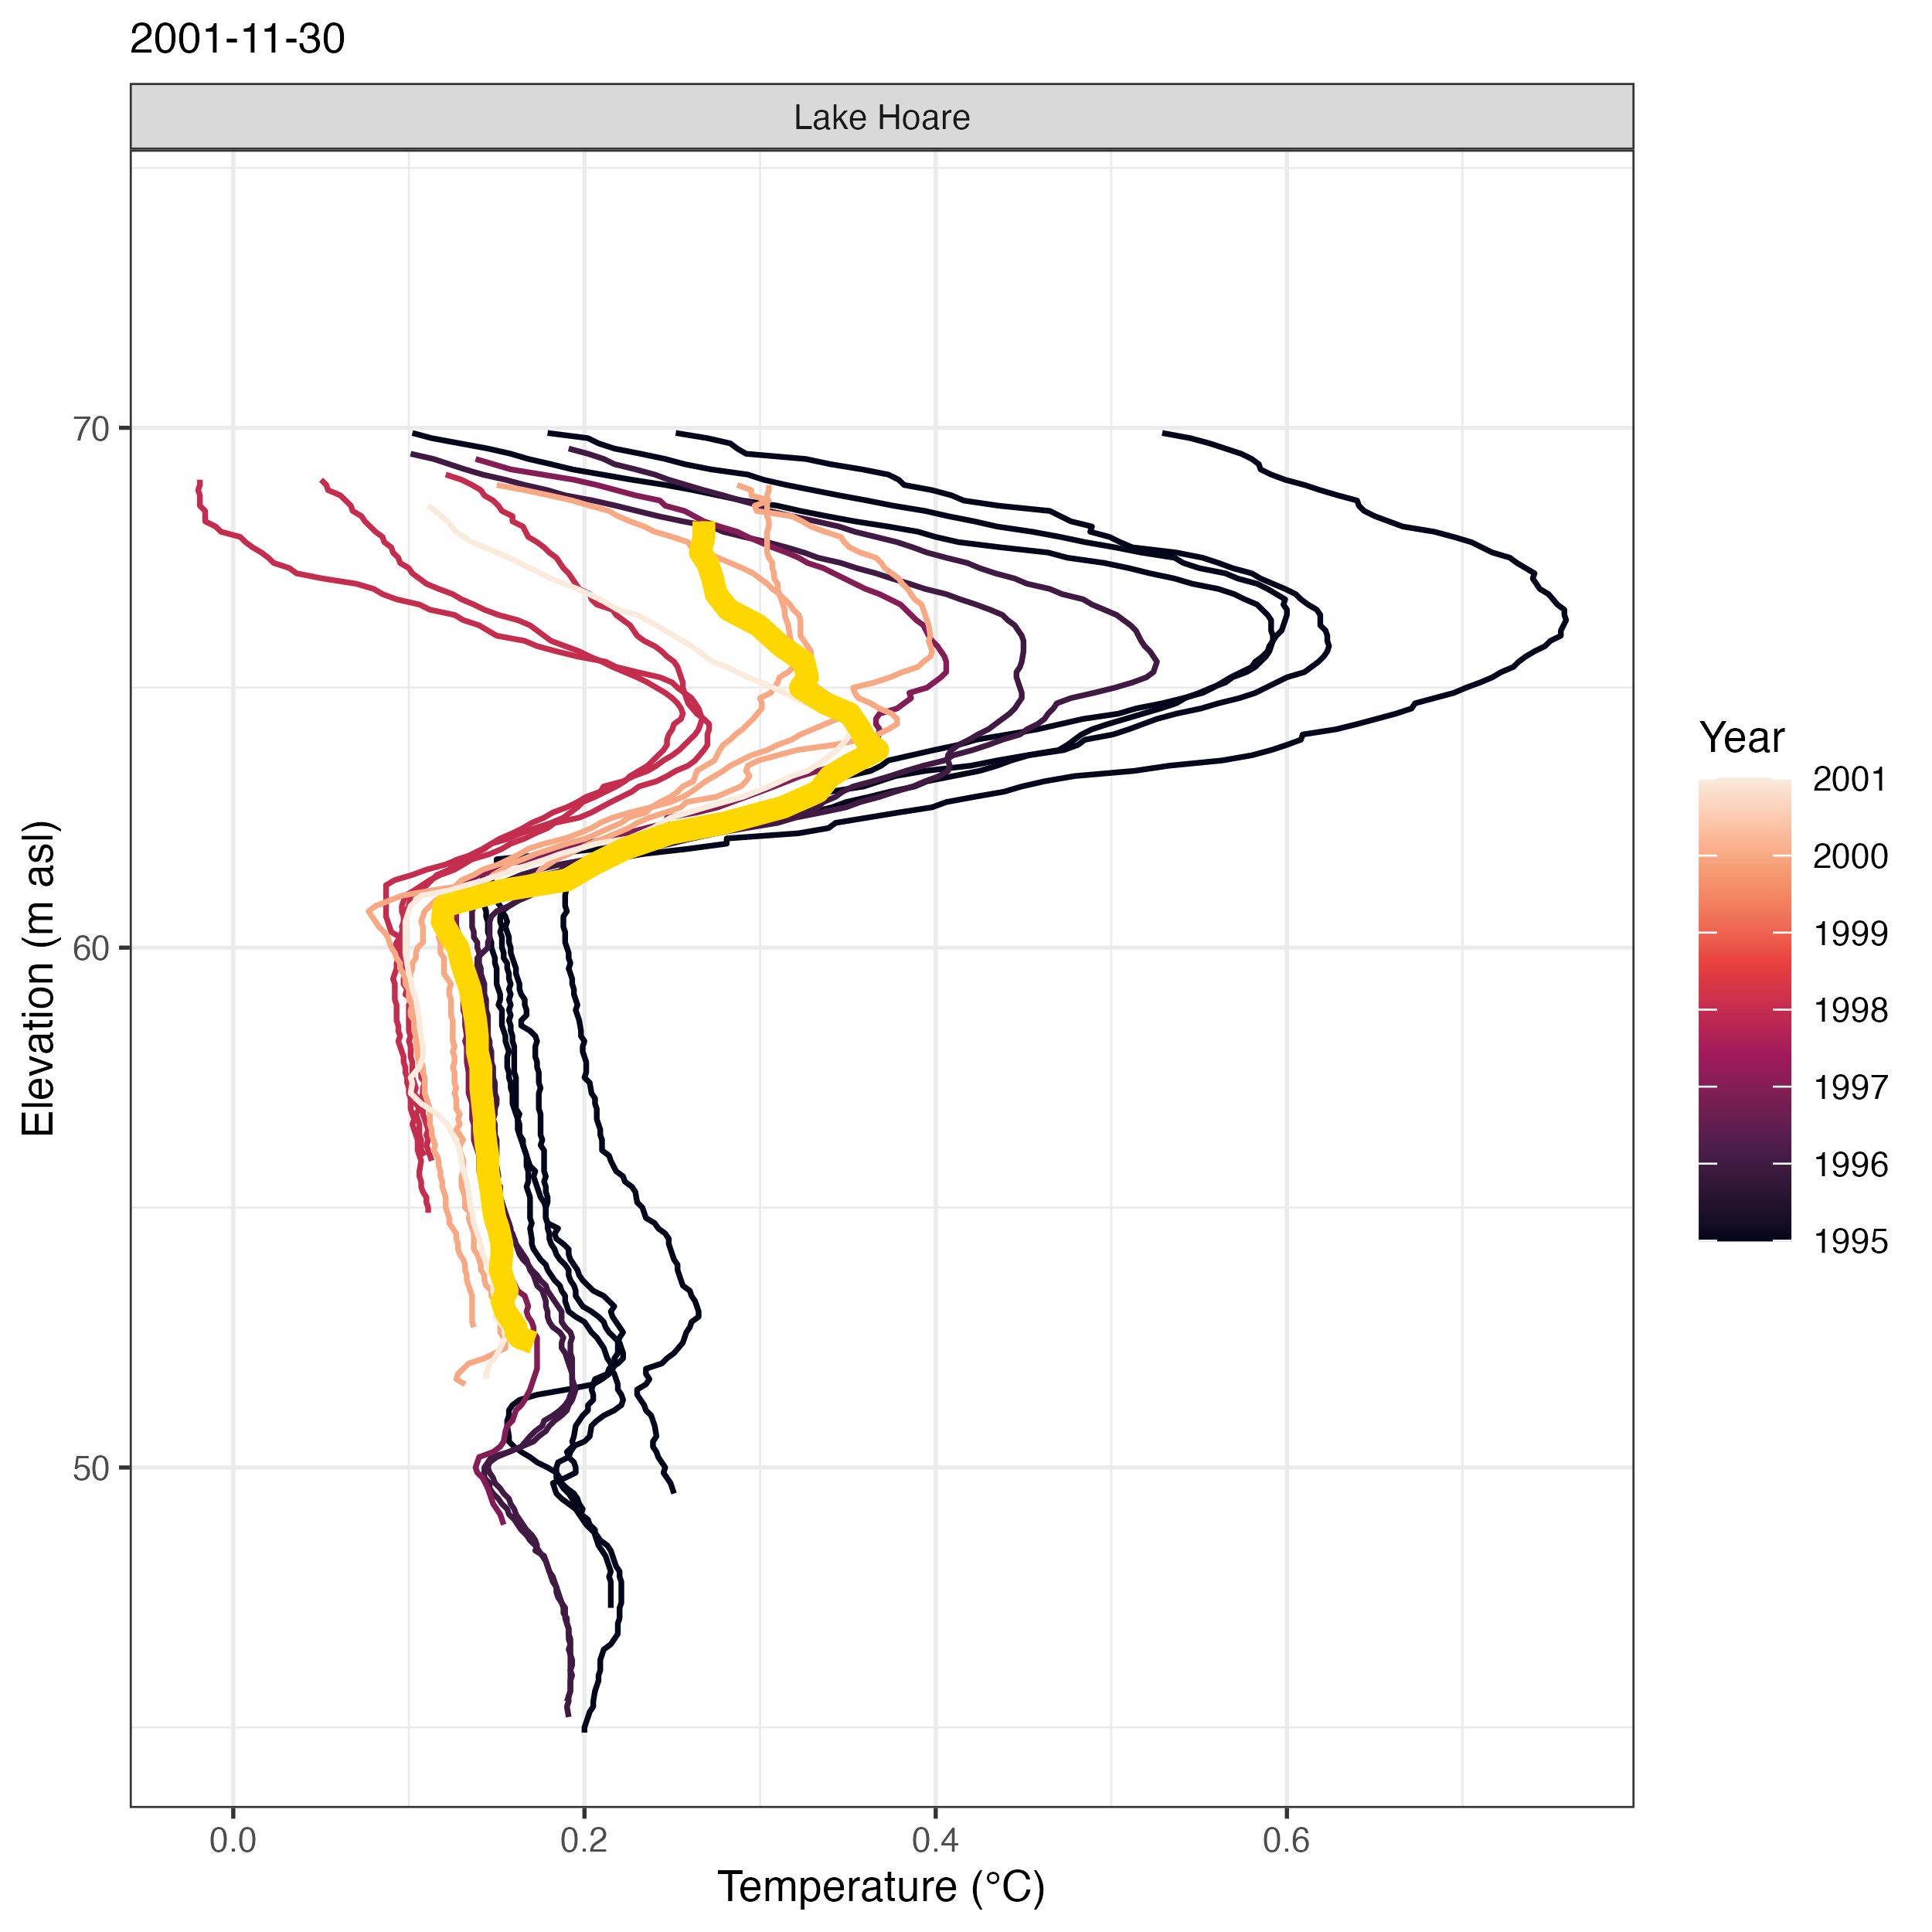 2001-11-30
Lake Hoare
70
60
50
Elevation (m asl)
0.0 0.2 0.4 0.6
Temperature (°C)
Year
2001
2000
1999
1998
1997
1996
1995